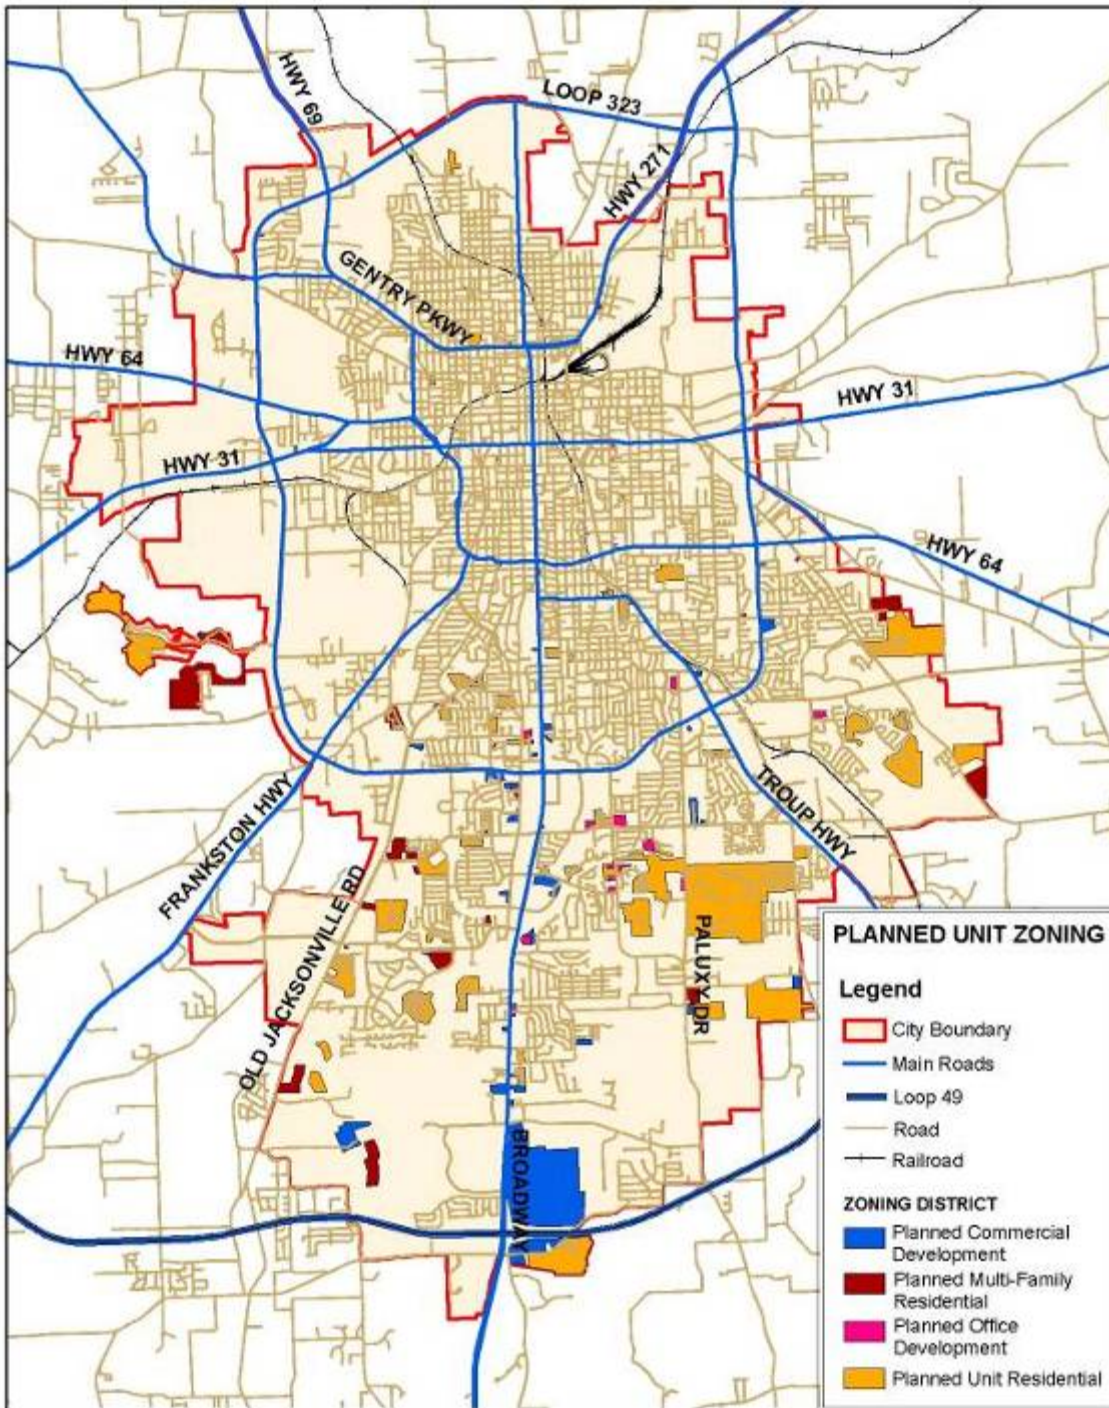 HWY 69
LOOP 323
HWY 271
GENTRY PKWY
HWY 64
HWY 31
HWY 31
HWY 64
FRANKSTON HWY
TROUP HWY
OLD JACKSONVILLE RD
PALUXY DR
BROADWAY
PLANNED UNIT ZONING
Legend
City Boundary
Main Roads
Loop 49
Road
Railroad
ZONING DISTRICT
Planned Commercial
Development
Planned Multi-Family
Residential
Planned Office
Development
Planned Unit Residential